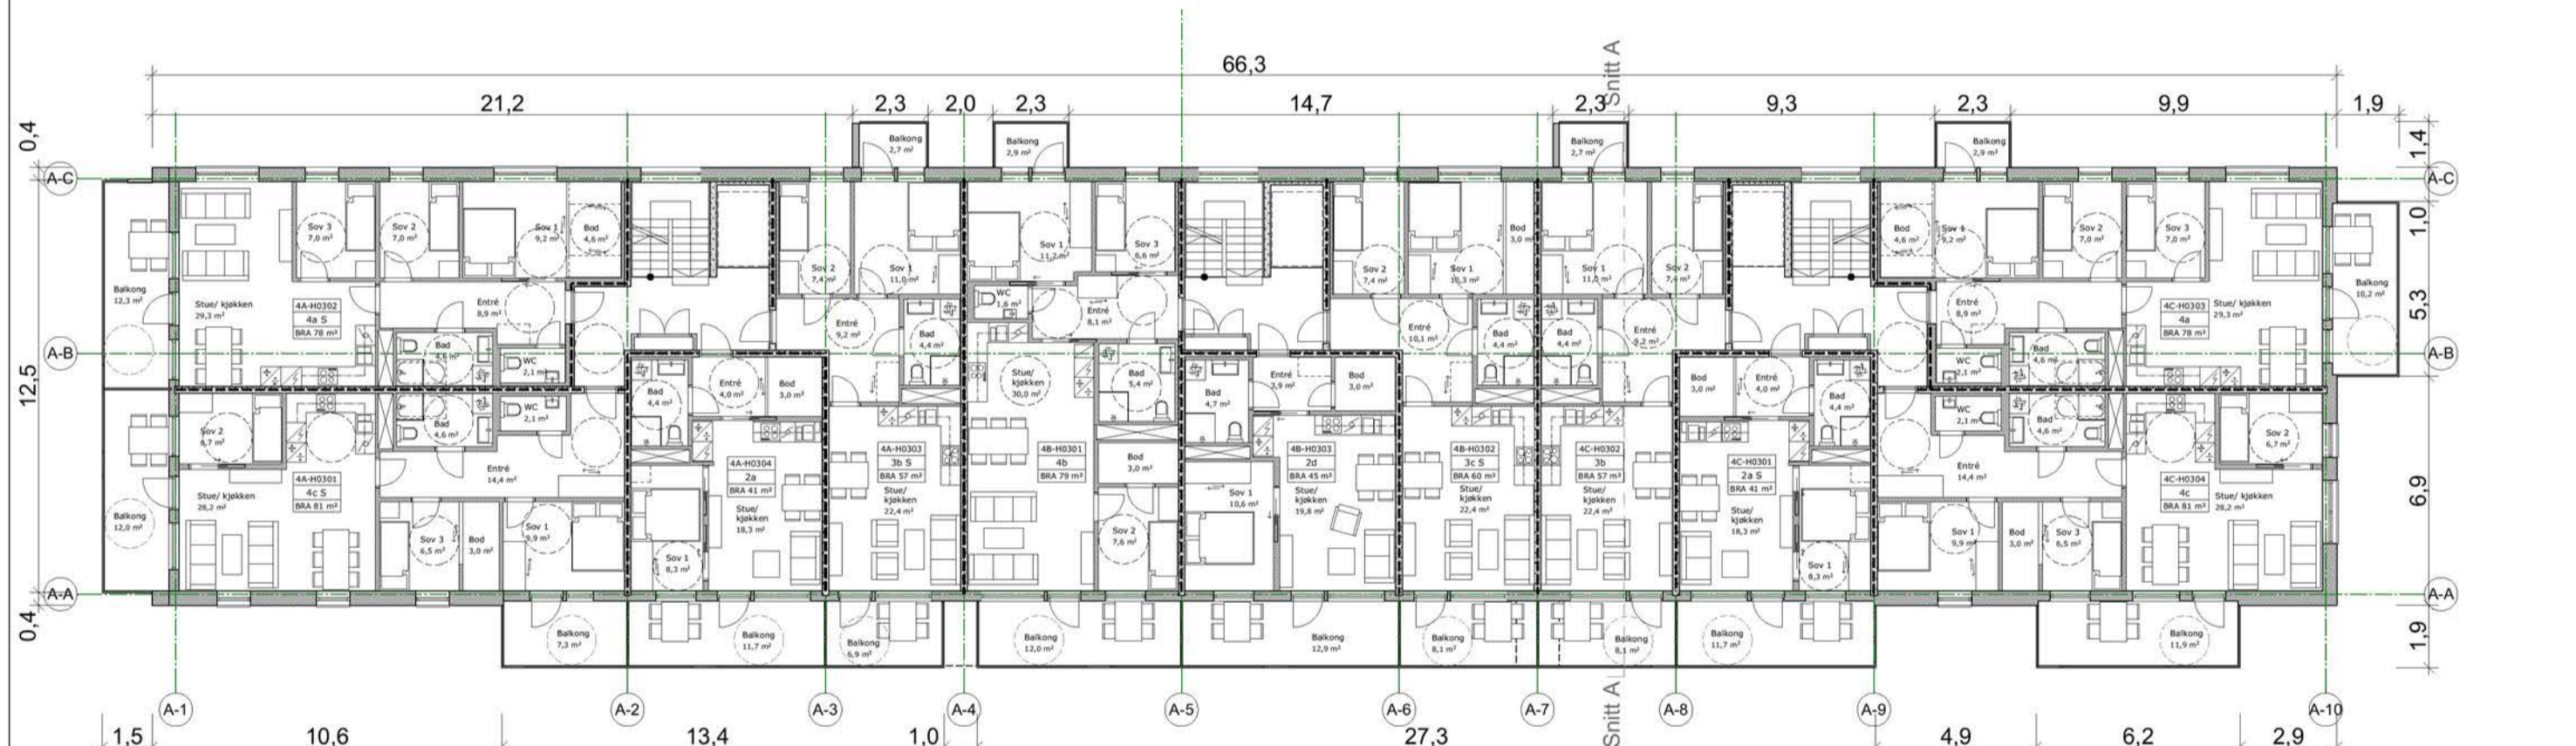 66,3
21,2
2,3
2,0
2,3
14,7
2,3
9,3
2,3
9,9
1,9
Snitt A
0,4
12,5
0,4
1,4
1,0
5,3
6,9
1,9
A-C
A-B
A-A
A-C
A-B
A-A
Balkong
2,7 m²
Balkong
2,9 m²
Balkong
2,7 m²
Balkong
2,9 m²
Balkong
12,3 m²
Stue/ kjøkken
29,3 m²
Sov 3
7,0 m²
Sov 2
7,0 m²
Sov 1
9,2 m²
Bod
4,6 m²
4A-H0302
4a S
BRA 78 m²
Entré
8,9 m²
Bad
4,6 m²
WC
2,1 m²
Balkong
12,0 m²
Sov 2
6,7 m²
Stue/ kjøkken
28,2 m²
4A-H0301
4c S
BRA 81 m²
Bad
4,6 m²
WC
2,1 m²
Entré
14,4 m²
Sov 3
6,5 m²
Bod
3,0 m²
Sov 1
9,9 m²
Bad
4,4 m²
Entré
4,0 m²
Bod
3,0 m²
4A-H0304
2a
BRA 41 m²
Stue/
kjøkken
18,3 m²
Sov 1
8,3 m²
Sov 2
7,4 m²
Sov 1
11,0 m²
Entré
9,2 m²
Bad
4,4 m²
4A-H0303
3b S
BRA 57 m²
Stue/
kjøkken
22,4 m²
Sov 1
11,2 m²
Sov 3
6,6 m²
WC
1,6 m²
Entré
8,1 m²
Stue/
kjøkken
30,0 m²
Bad
5,4 m²
4B-H0301
4b
BRA 79 m²
Bod
3,0 m²
Sov 2
7,6 m²
Bad
4,7 m²
Entré
3,9 m²
Bod
3,0 m²
4B-H0303
2d
BRA 45 m²
Stue/
kjøkken
19,8 m²
Sov 1
10,6 m²
Sov 2
7,4 m²
Sov 1
10,3 m²
Bod
3,0 m²
Entré
10,1 m²
Bad
4,4 m²
4B-H0302
3c S
BRA 60 m²
Stue/
kjøkken
22,4 m²
Sov 1
11,0 m²
Sov 2
7,4 m²
Bad
4,4 m²
Entré
9,2 m²
4C-H0302
3b
BRA 57 m²
Stue/
kjøkken
22,4 m²
Bod
3,0 m²
Entré
4,0 m²
Bad
4,4 m²
4C-H0301
2a S
BRA 41 m²
Stue/
kjøkken
18,3 m²
Sov 1
8,3 m²
Bod
4,6 m²
Sov 1
9,2 m²
Sov 2
7,0 m²
Sov 3
7,0 m²
Entré
8,9 m²
4C-H0303
4a
BRA 78 m²
Stue/ kjøkken
29,3 m²
WC
2,1 m²
Bad
4,6 m²
Balkong
10,2 m²
WC
2,1 m²
Bad
4,6 m²
Sov 2
6,7 m²
Entré
14,4 m²
4C-H0304
4c
BRA 81 m²
Stue/ kjøkken
28,2 m²
Sov 1
9,9 m²
Bod
3,0 m²
Sov 3
6,5 m²
Balkong
7,3 m²
Balkong
11,7 m²
Balkong
6,9 m²
Balkong
12,0 m²
Balkong
12,9 m²
Balkong
8,1 m²
Balkong
8,1 m²
Balkong
11,7 m²
Balkong
11,9 m²
A-1
A-2
A-3
A-4
A-5
A-6
A-7
A-8
A-9
A-10
Snitt A
1,5
10,6
13,4
1,0
27,3
4,9
6,2
2,9